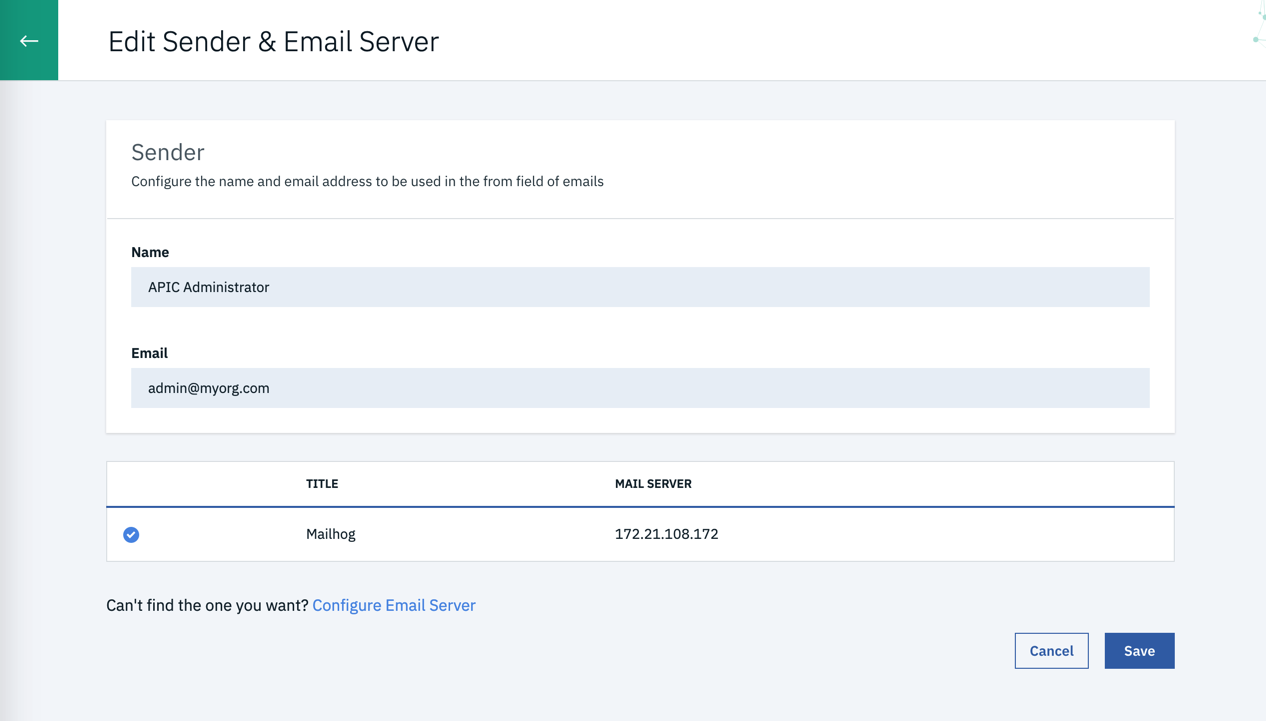 Edit Sender & Email Server
Sender
Configure the name and email address to be used in the from field of emails
Name
APIC Administrator
Email
admin@myorg.com
TITLE MAIL SERVER
Mailhog 172.21.108.172
Can't find the one you want? Configure Email Server
Cancel Save